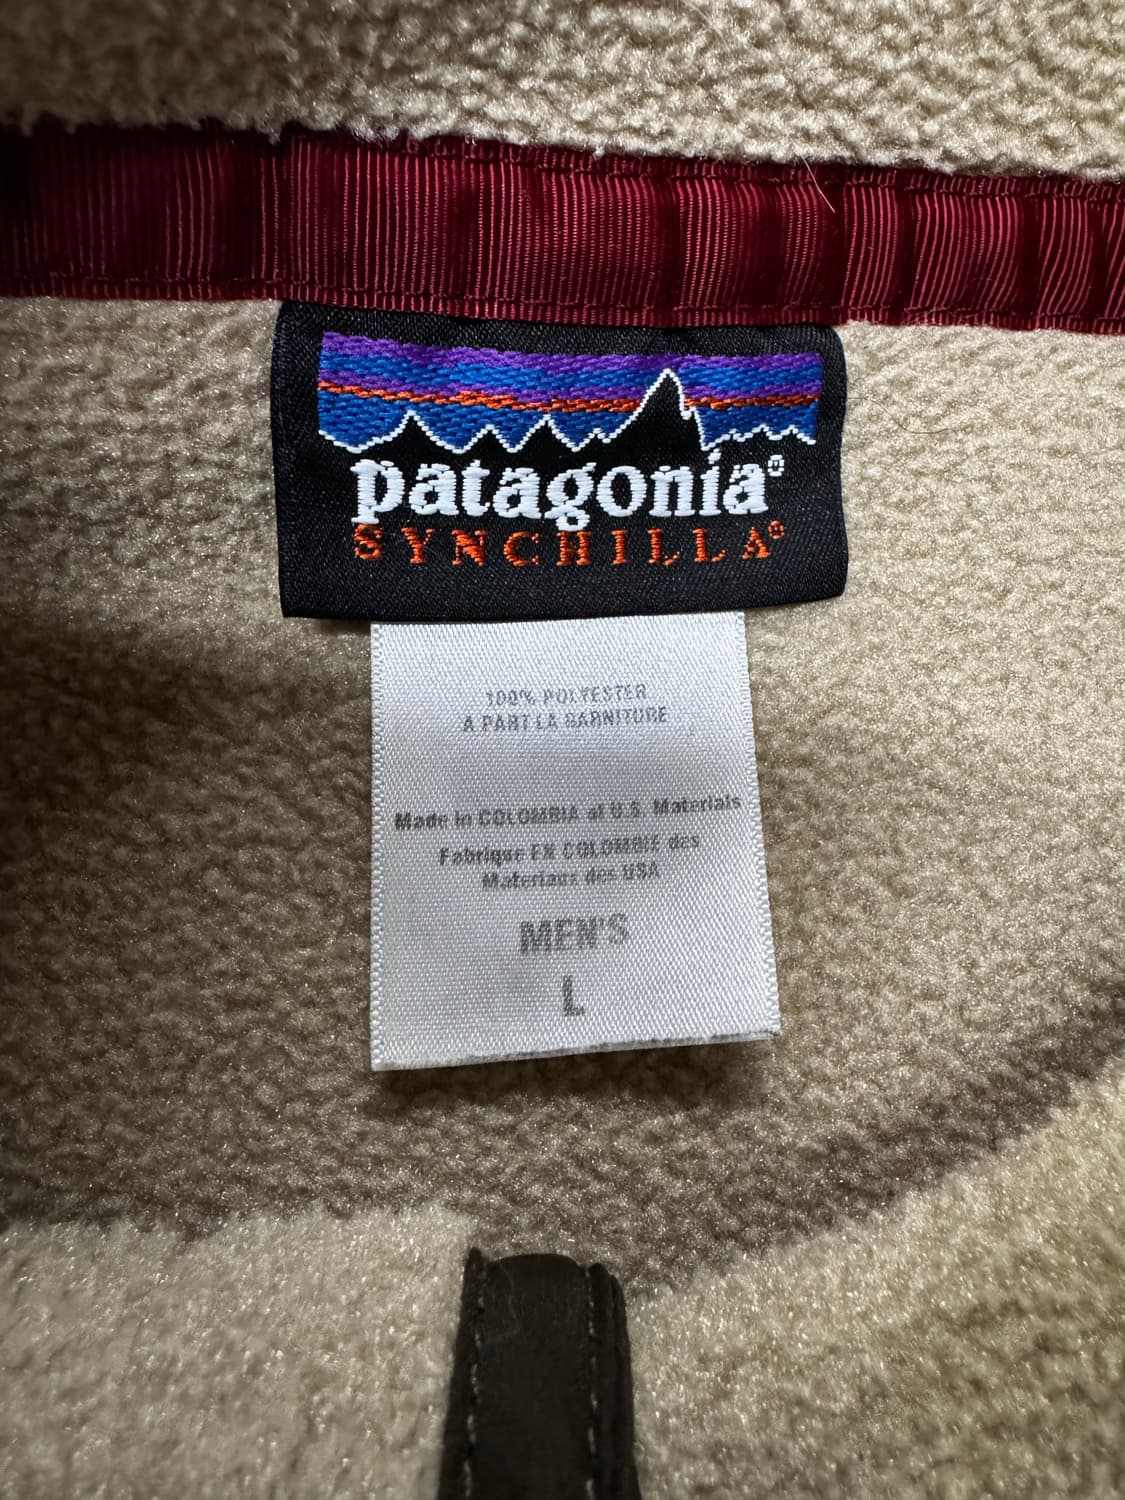 patagonia®
SYNCHILLA®
100% POLYESTER
A PART LA GARNITURE
Made in COLOMBIA of U.S. Materials
Fabrique EN COLOMBIE des
Materiaux des USA
MEN'S
L